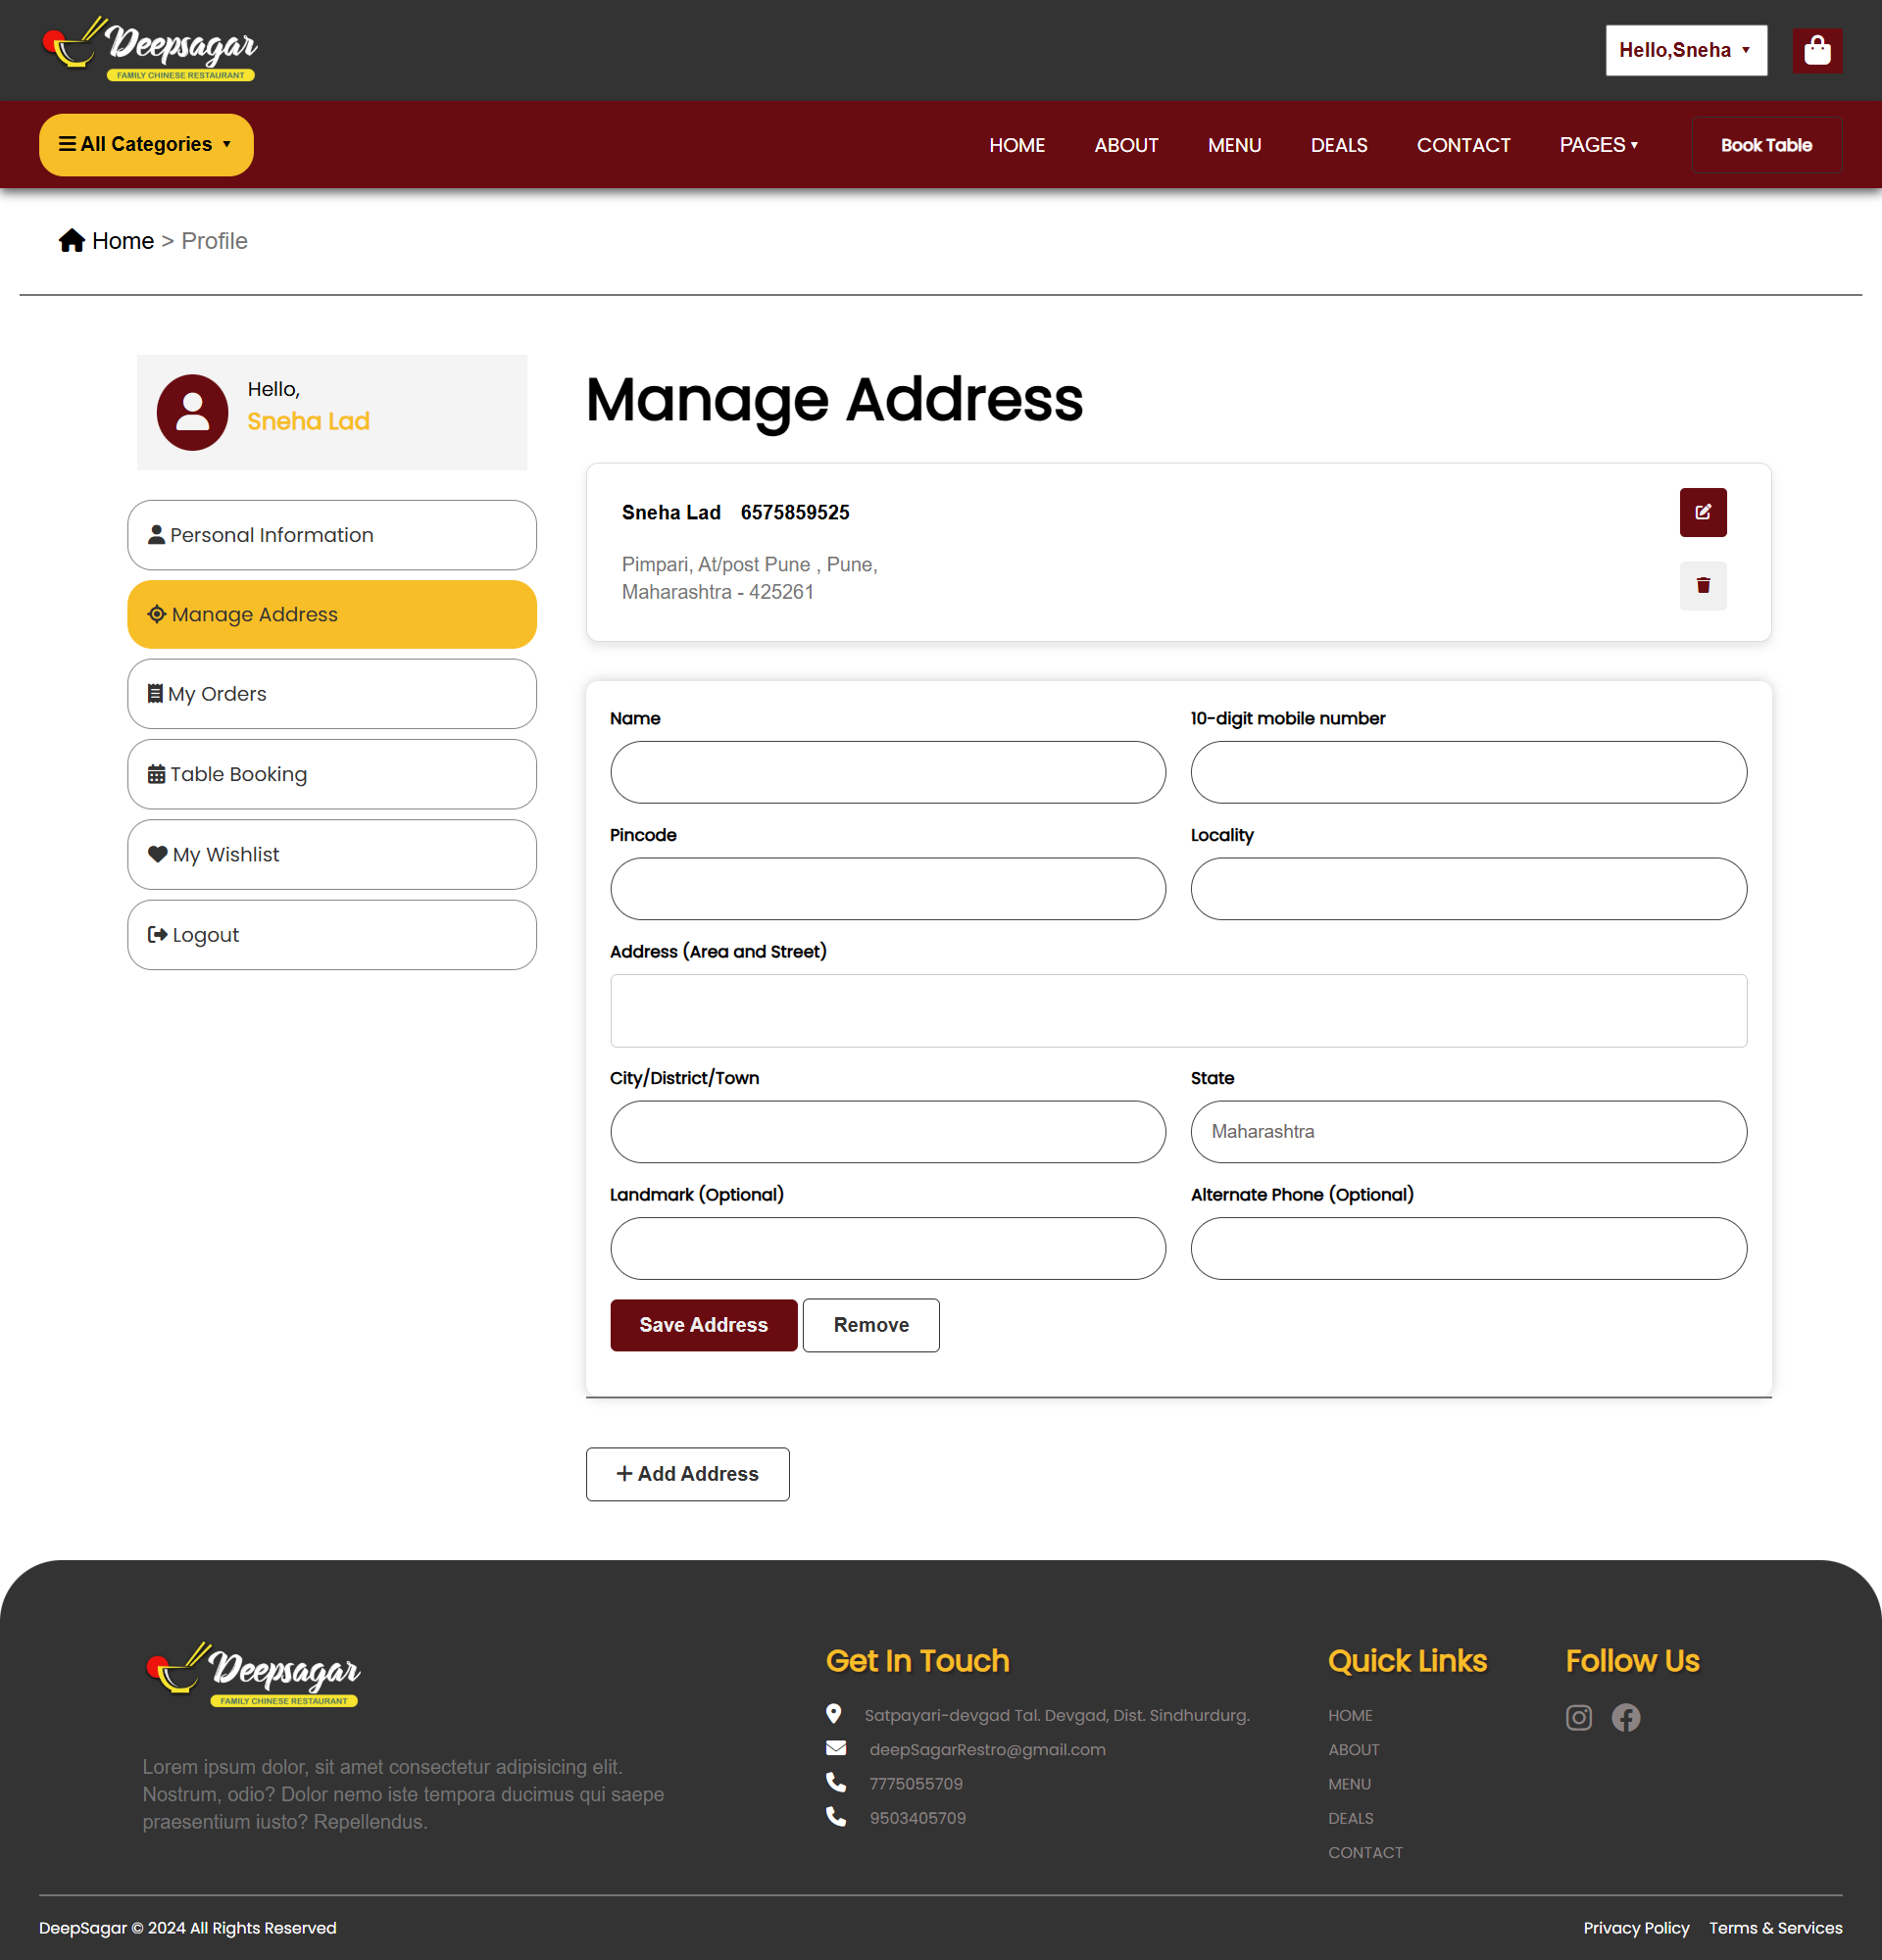 Deepsagar
FAMILY CHINESE RESTAURANT
Hello,Sneha
All Categories
HOME ABOUT MENU DEALS CONTACT PAGES Book Table
Home > Profile
Hello,
Sneha Lad
Personal Information
Manage Address
My Orders
Table Booking
My Wishlist
Logout
Manage Address
Sneha Lad 6575859525
Pimpari, At/post Pune , Pune,
Maharashtra - 425261
Name 10-digit mobile number
Pincode Locality
Address (Area and Street)
City/District/Town State
Maharashtra
Landmark (Optional) Alternate Phone (Optional)
Save Address Remove
+ Add Address
Deepsagar
FAMILY CHINESE RESTAURANT
Lorem ipsum dolor, sit amet consectetur adipisicing elit.
Nostrum, odio? Dolor nemo iste tempora ducimus qui saepe
praesentium iusto? Repellendus.
Get In Touch
Satpayari-devgad Tal. Devgad, Dist. Sindhurdurg.
deepSagarRestro@gmail.com
7775055709
9503405709
Quick Links
HOME
ABOUT
MENU
DEALS
CONTACT
Follow Us
DeepSagar © 2024 All Rights Reserved
Privacy Policy Terms & Services